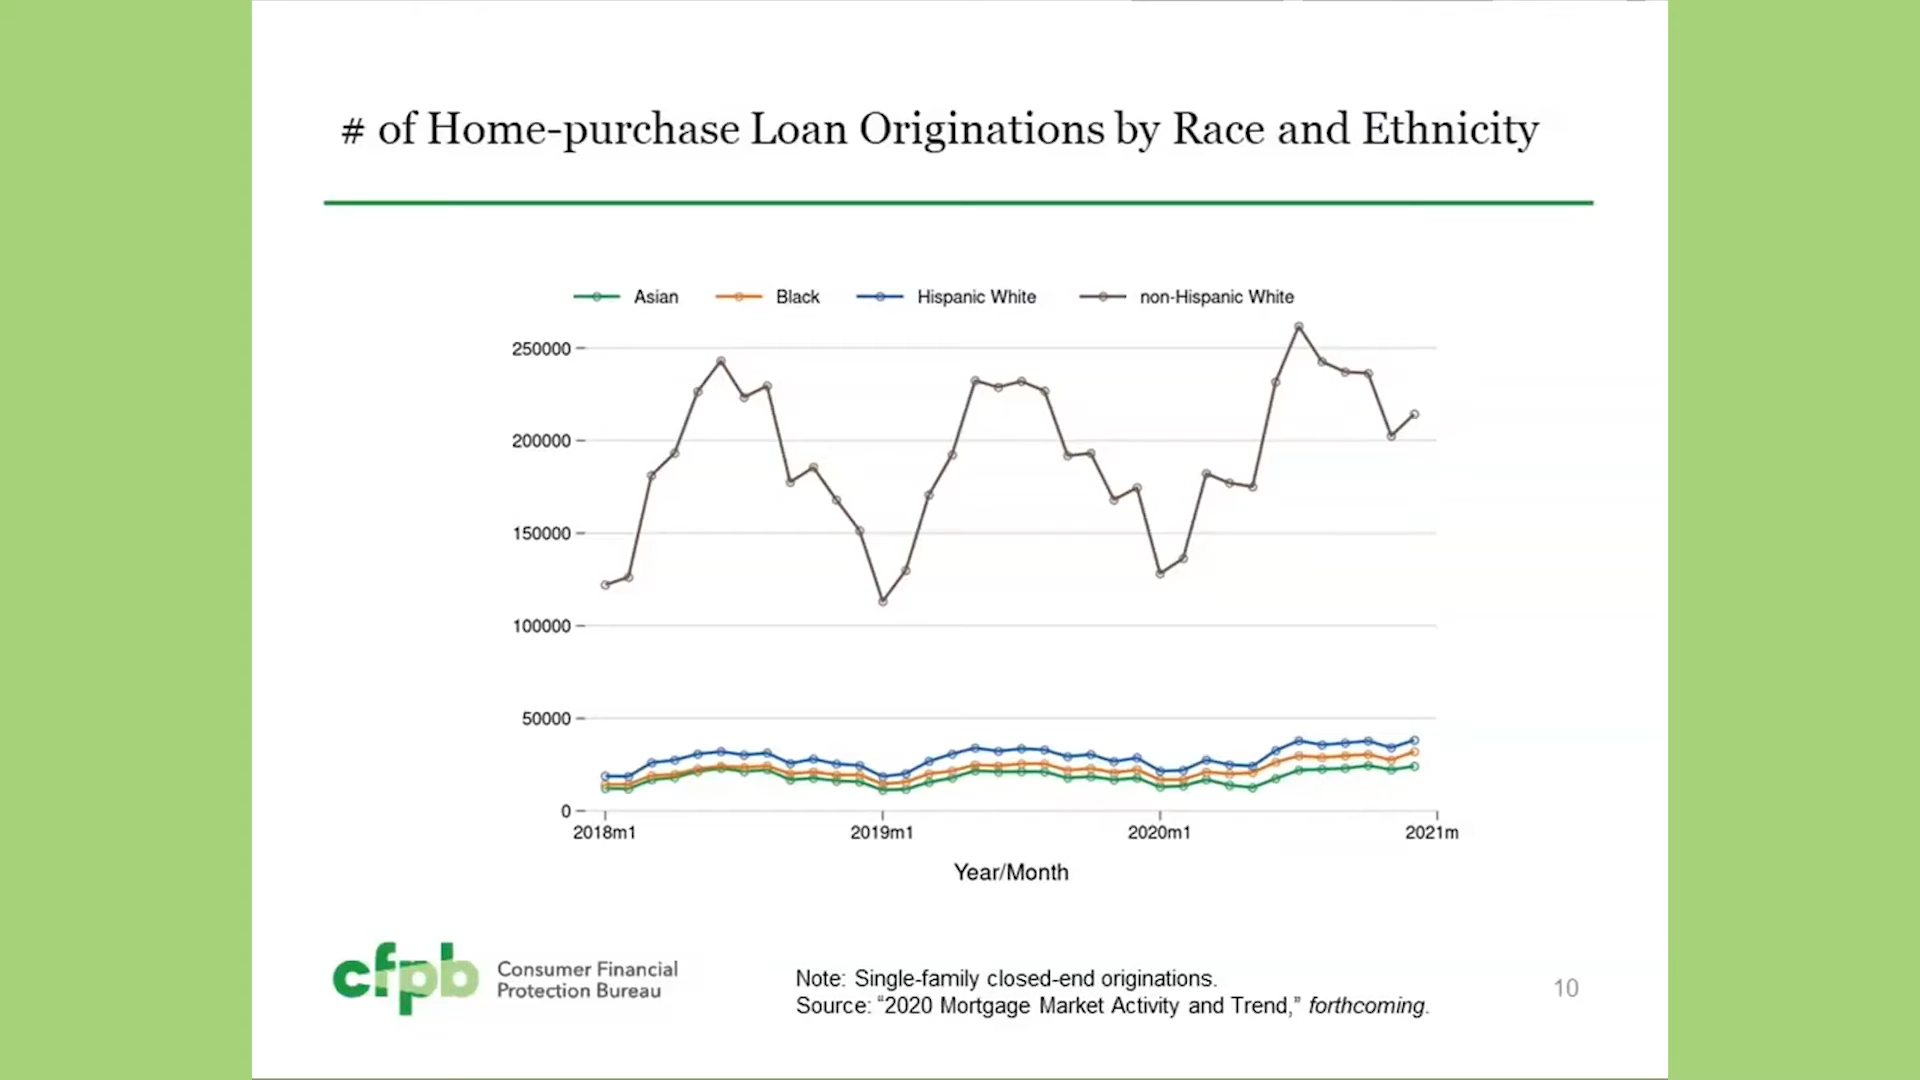 # of Home-purchase Loan Originations by Race and Ethnicity
Asian Black Hispanic White non-Hispanic White
250000
200000
150000
100000
50000
0
2018m1 2019m1 2020m1 2021m
Year/Month
cfpb Consumer Financial
Protection Bureau
Note: Single-family closed-end originations.
Source: “2020 Mortgage Market Activity and Trend,” forthcoming.
10